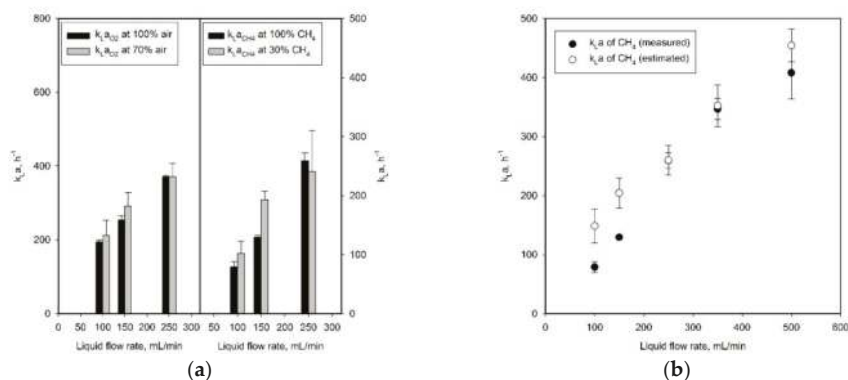 800
600
400
200
0
kLa, h⁻¹
kLaO2 at 100% air
kLaO2 at 70% air
kLaCH4 at 100% CH4
kLaCH4 at 30% CH4
500
400
300
200
100
0
kLa, h⁻¹
0 50 100 150 200 250 300
50 100 150 200 250 300
Liquid flow rate, mL/min
Liquid flow rate, mL/min
(a)
500
400
300
200
100
0
kLa, h⁻¹
kLa of CH4 (measured)
kLa of CH4 (estimated)
0 100 200 300 400 500 600
Liquid flow rate, mL/min
(b)